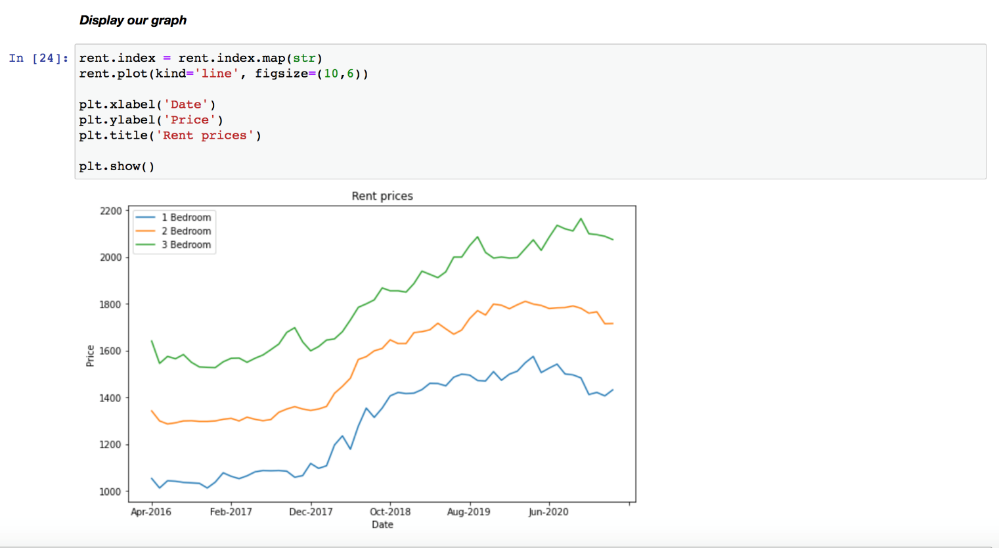 Display our graph
In [24]:
rent.index = rent.index.map(str)
rent.plot(kind='line', figsize=(10,6))
plt.xlabel('Date')
plt.ylabel('Price')
plt.title('Rent prices')
plt.show()
Rent prices
1 Bedroom
2 Bedroom
3 Bedroom
2200
2000
1800
1600
1400
1200
1000
Price
Apr-2016 Feb-2017 Dec-2017 Oct-2018 Aug-2019 Jun-2020
Date